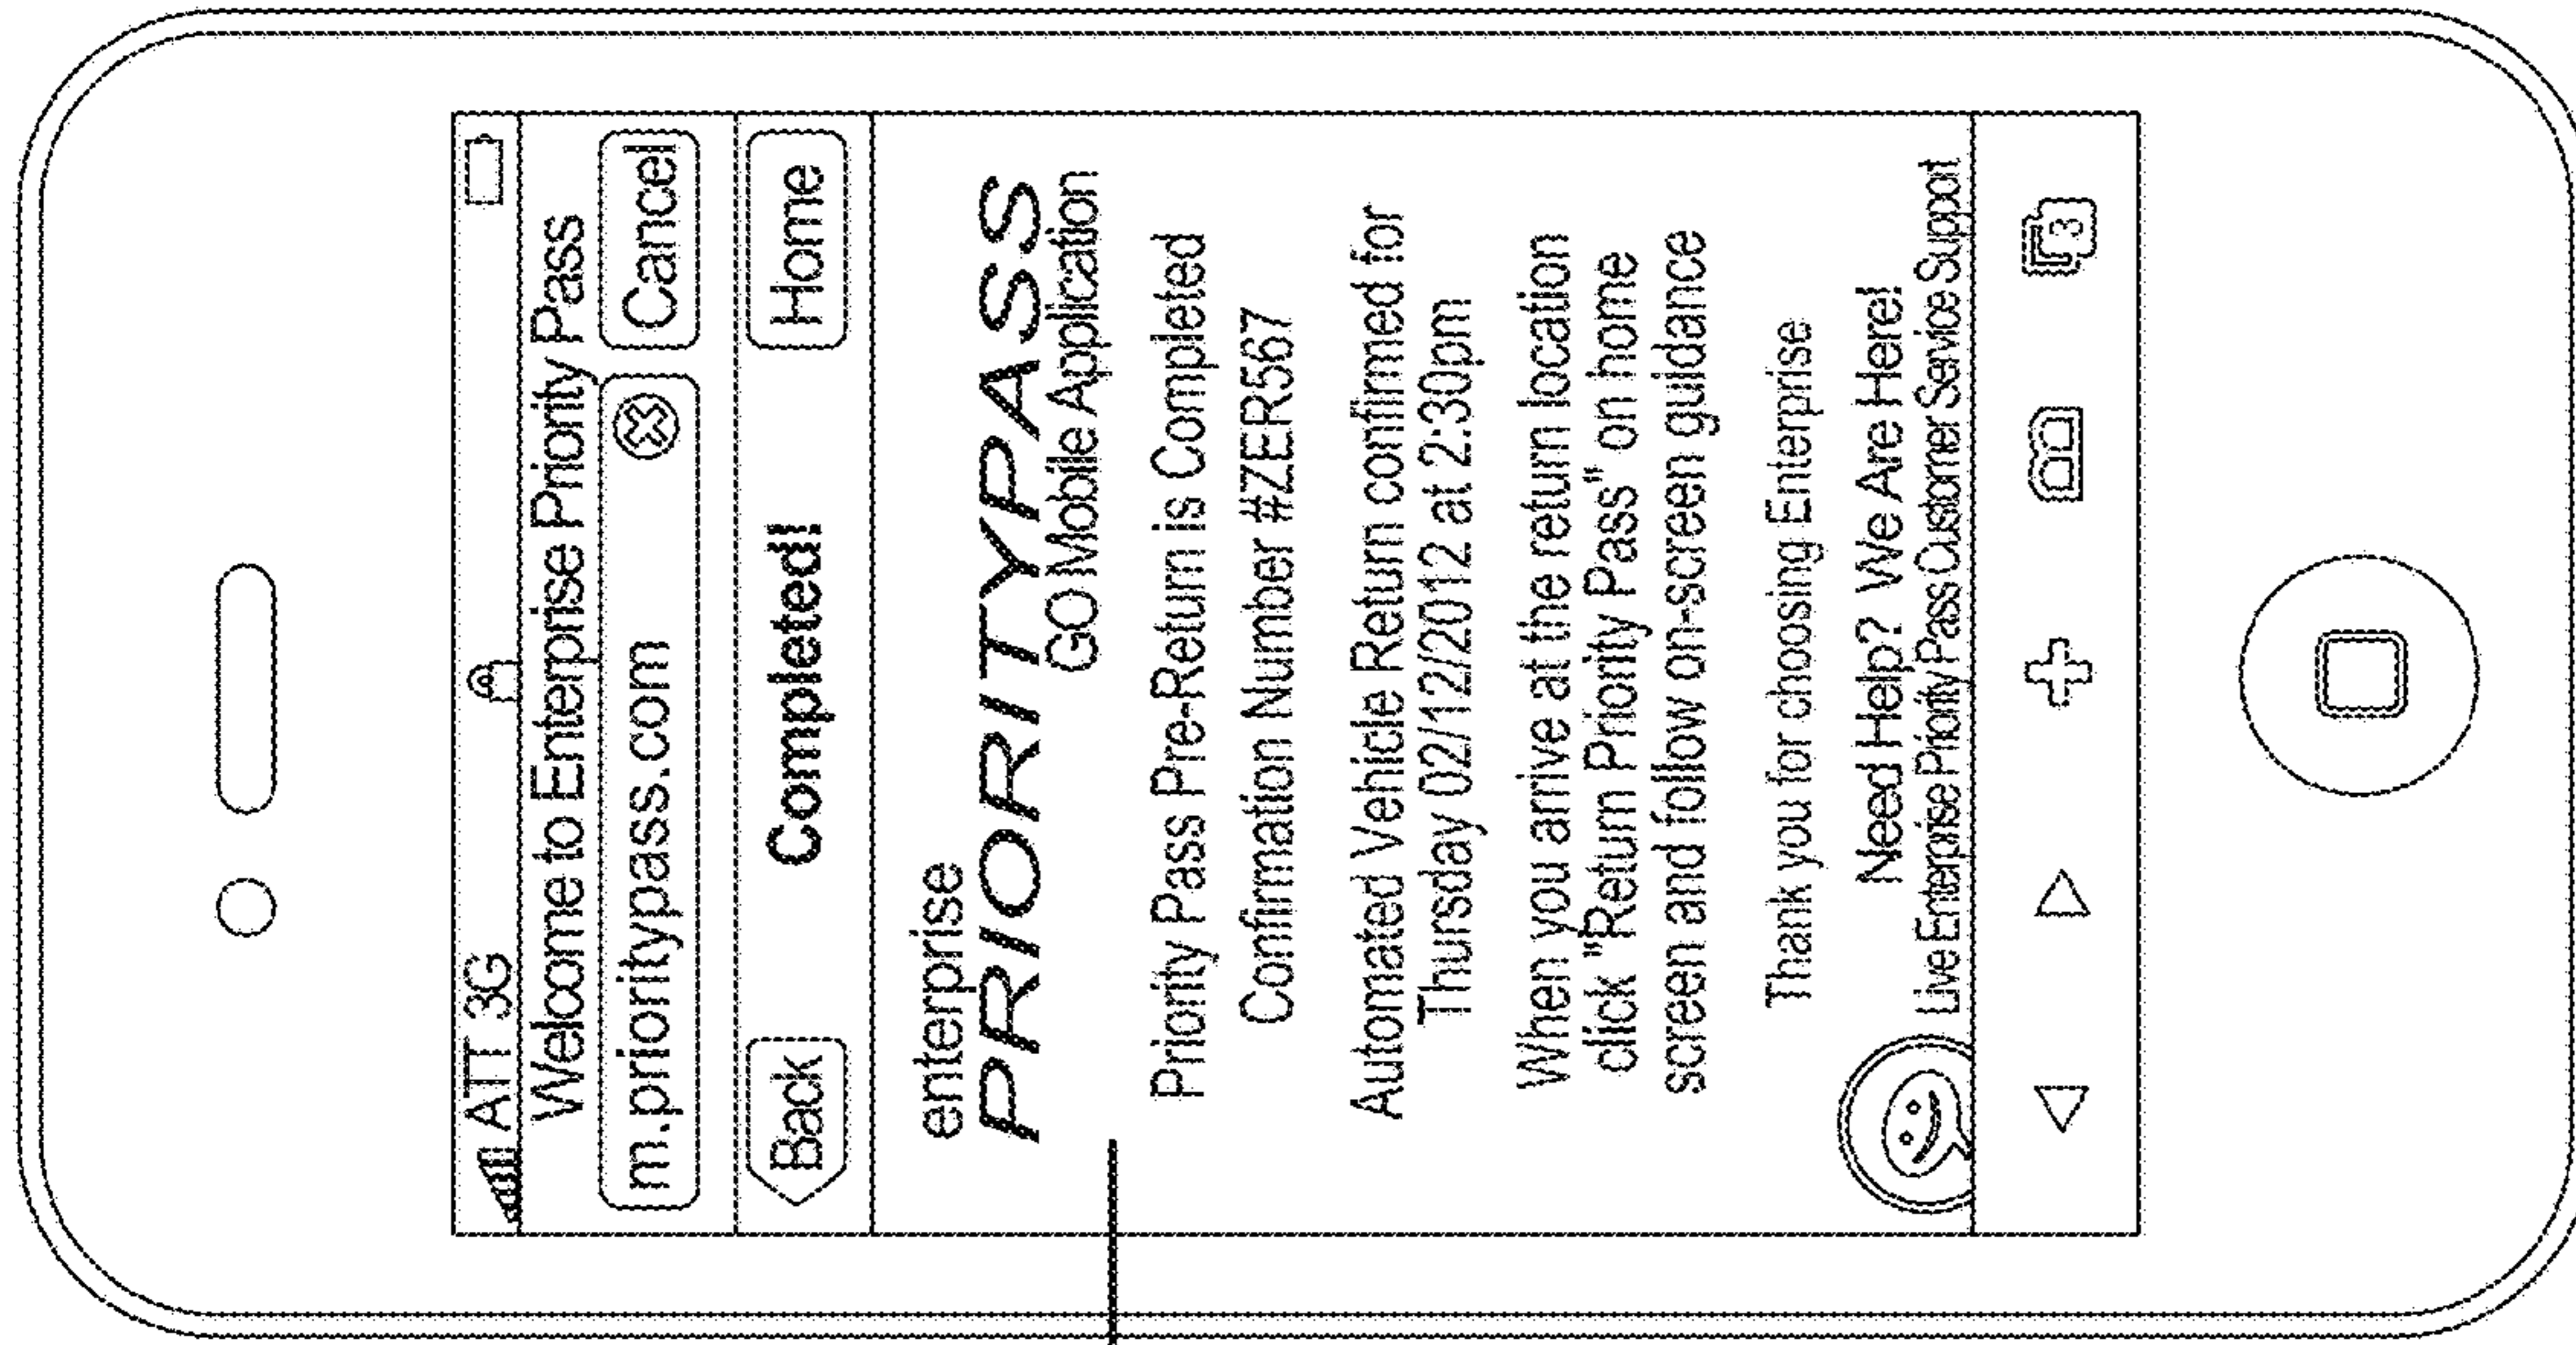 ATT 3G
Welcome to Enterprise Priority Pass
m.prioritypass.com Cancel
Back Completed! Home
enterprise
PRIORITYPASS
GO Mobile Application
Priority Pass Pre-Return is Completed
Confirmation Number #ZER567
Automated Vehicle Return confirmed for
Thursday 02/12/2012 at 2:30pm
When you arrive at the return location
click "Return Priority Pass" on home
screen and follow on-screen guidance
Thank you for choosing Enterprise
Need Help? We Are Here!
Live Enterprise Priority Pass Customer Service Support
3